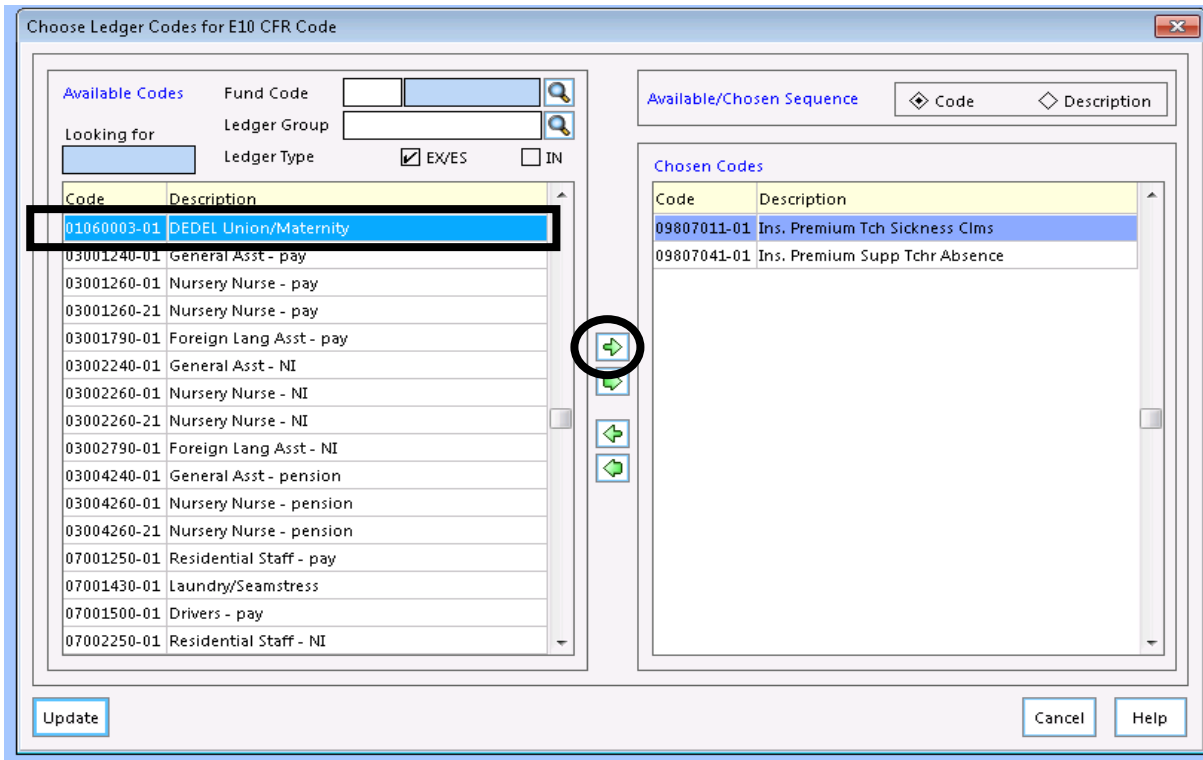 Choose Ledger Codes for E10 CFR Code
Available Codes Fund Code
Looking for Ledger Group
Ledger Type EX/ES IN
Code Description
01060003-01 DEDEL Union/Maternity
03001240-01 General Asst - pay
03001260-01 Nursery Nurse - pay
03001260-21 Nursery Nurse - pay
03001790-01 Foreign Lang Asst - pay
03002240-01 General Asst - NI
03002260-01 Nursery Nurse - NI
03002260-21 Nursery Nurse - NI
03002790-01 Foreign Lang Asst - NI
03004240-01 General Asst - pension
03004260-01 Nursery Nurse - pension
03004260-21 Nursery Nurse - pension
07001250-01 Residential Staff - pay
07001430-01 Laundry/Seamstress
07001500-01 Drivers - pay
07002250-01 Residential Staff - NI
Available/Chosen Sequence Code Description
Chosen Codes
Code Description
09807011-01 Ins. Premium Tch Sickness Clms
09807041-01 Ins. Premium Supp Tchr Absence
Update Cancel Help